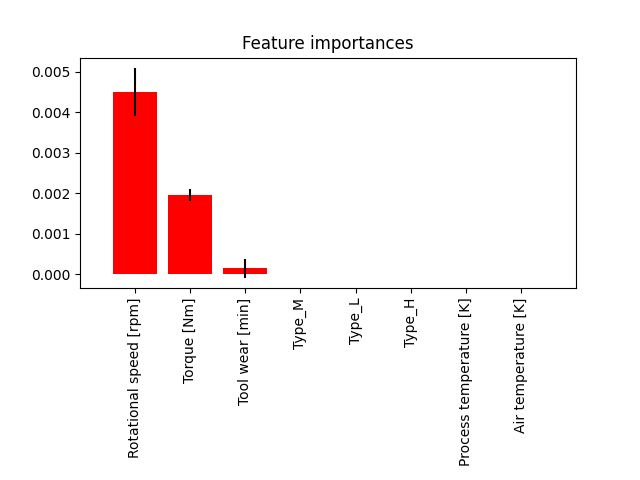 Feature importances
0.005
0.004
0.003
0.002
0.001
0.000
Rotational speed [rpm]
Torque [Nm]
Tool wear [min]
Type_M
Type_L
Type_H
Process temperature [K]
Air temperature [K]